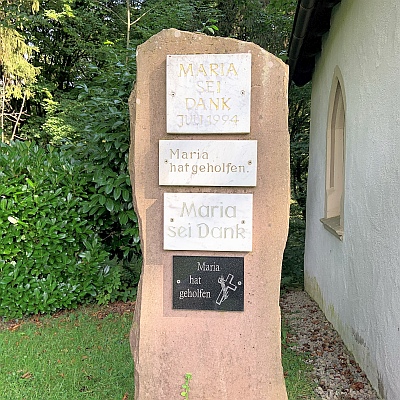 MARIA
SEI
DANK
JULI 1994
Maria
hat geholfen.
Maria
sei Dank
Maria
hat
geholfen